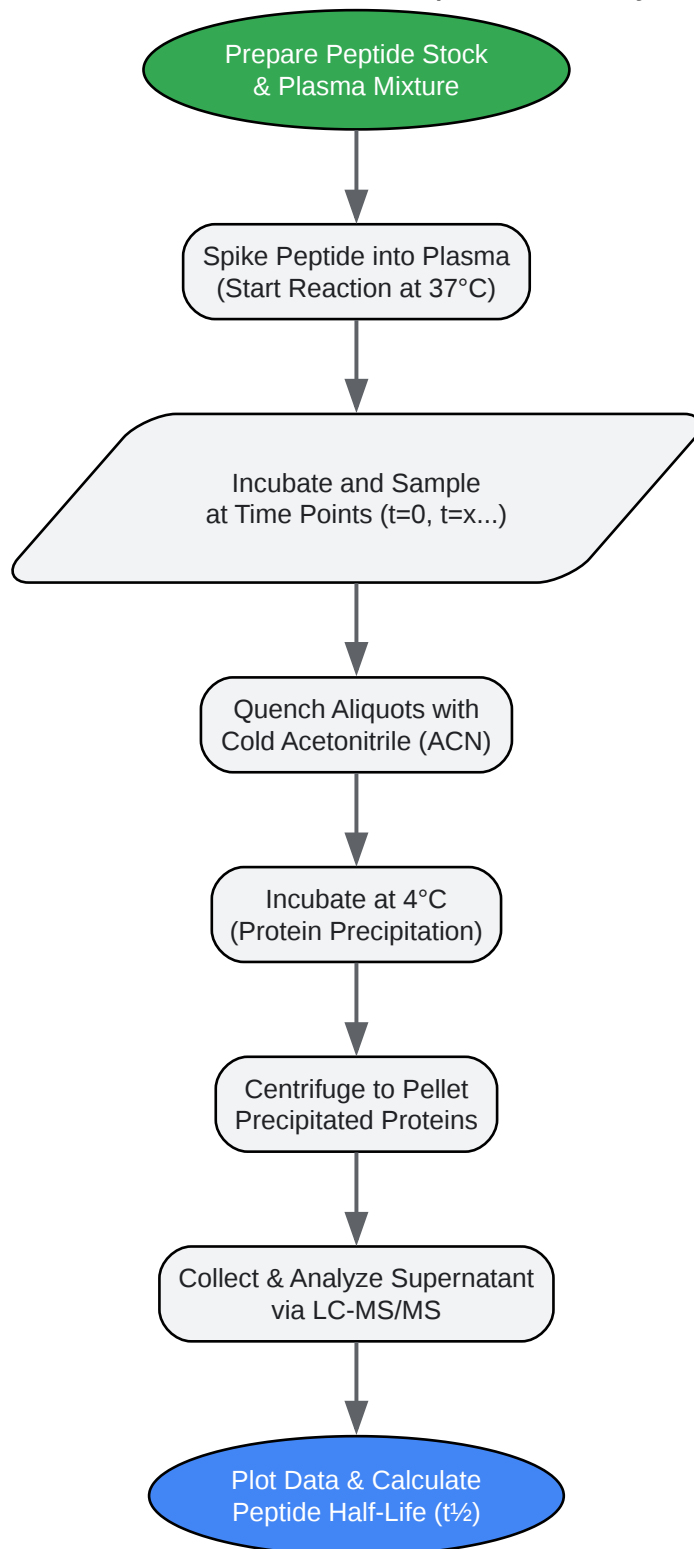 Prepare Peptide Stock
& Plasma Mixture
Spike Peptide into Plasma
(Start Reaction at 37°C)
Incubate and Sample
at Time Points (t=0, t=x...)
Quench Aliquots with
Cold Acetonitrile (ACN)
Incubate at 4°C
(Protein Precipitation)
Centrifuge to Pellet
Precipitated Proteins
Collect & Analyze Supernatant
via LC-MS/MS
Plot Data & Calculate
Peptide Half-Life (t½)